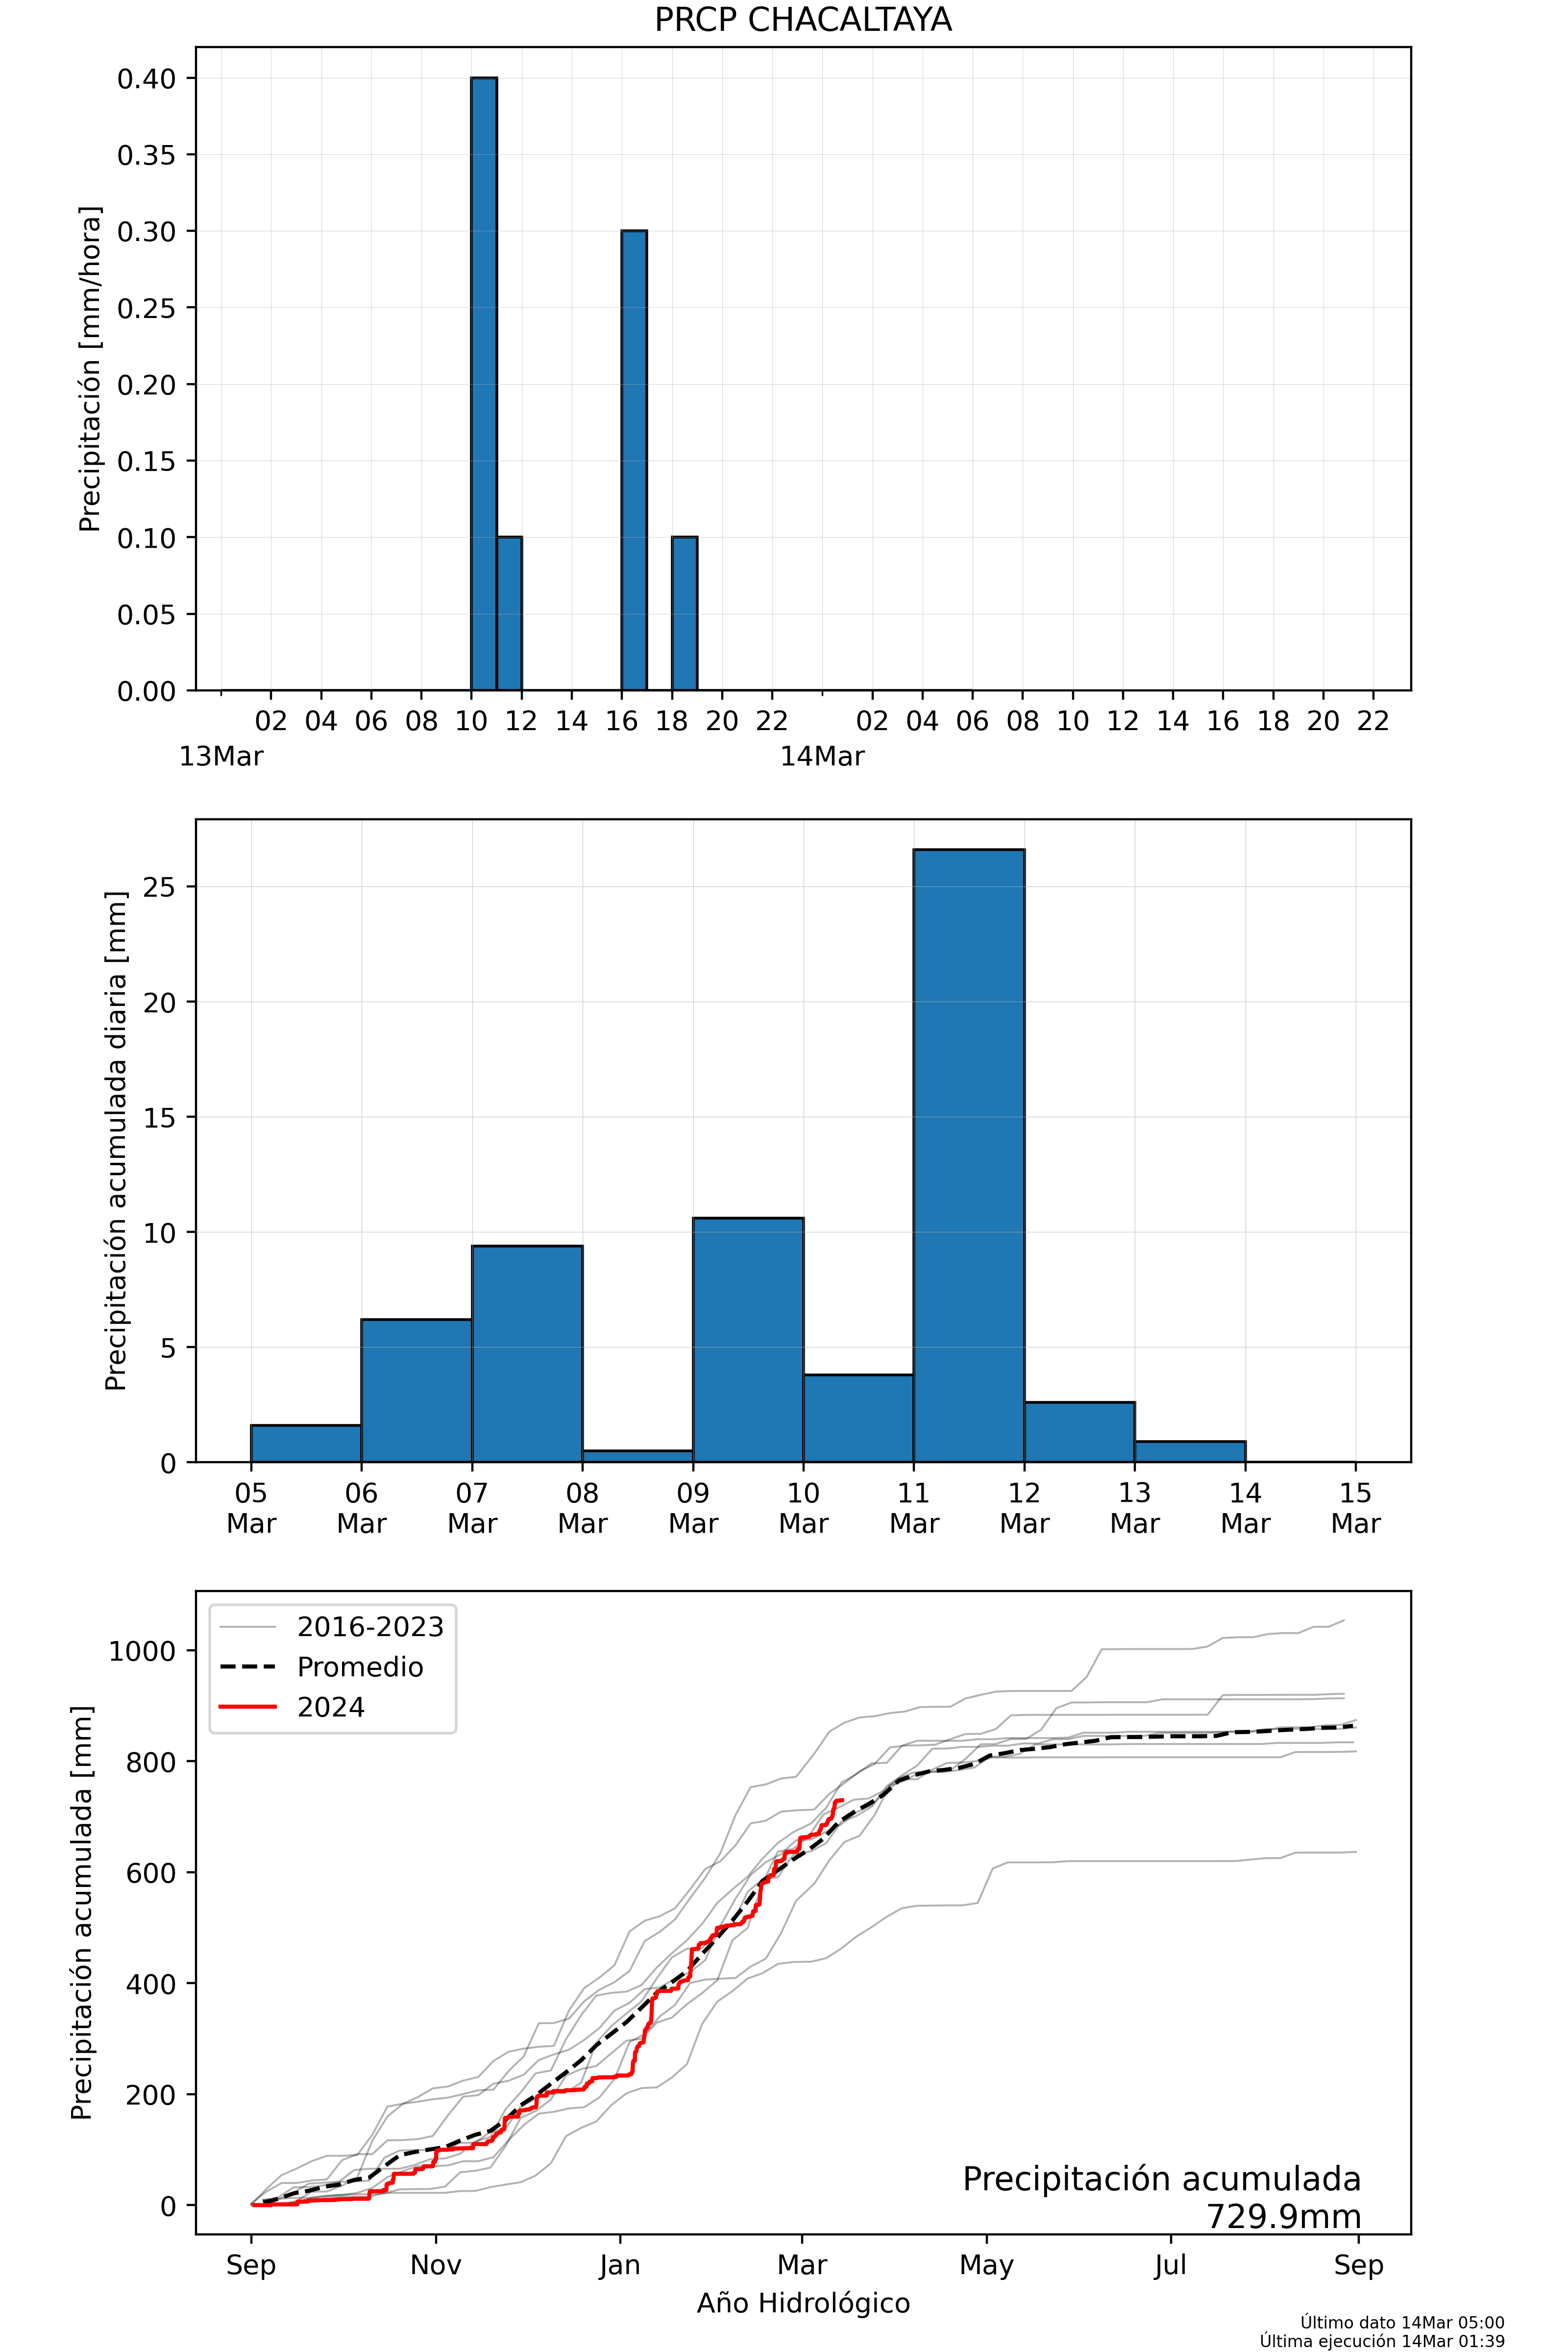 PRCP CHACALTAYA
Precipitación [mm/hora]
0.40
0.35
0.30
0.25
0.20
0.15
0.10
0.05
0.00
02 04 06 08 10 12 14 16 18 20 22 02 04 06 08 10 12 14 16 18 20 22
13Mar 14Mar
Precipitación acumulada diaria [mm]
25
20
15
10
5
0
05 06 07 08 09 10 11 12 13 14 15
Mar Mar Mar Mar Mar Mar Mar Mar Mar Mar Mar
Precipitación acumulada [mm]
1000
800
600
400
200
0
2016-2023
Promedio
2024
Precipitación acumulada
729.9mm
Sep Nov Jan Mar May Jul Sep
Año Hidrológico
Último dato 14Mar 05:00
Última ejecución 14Mar 01:39